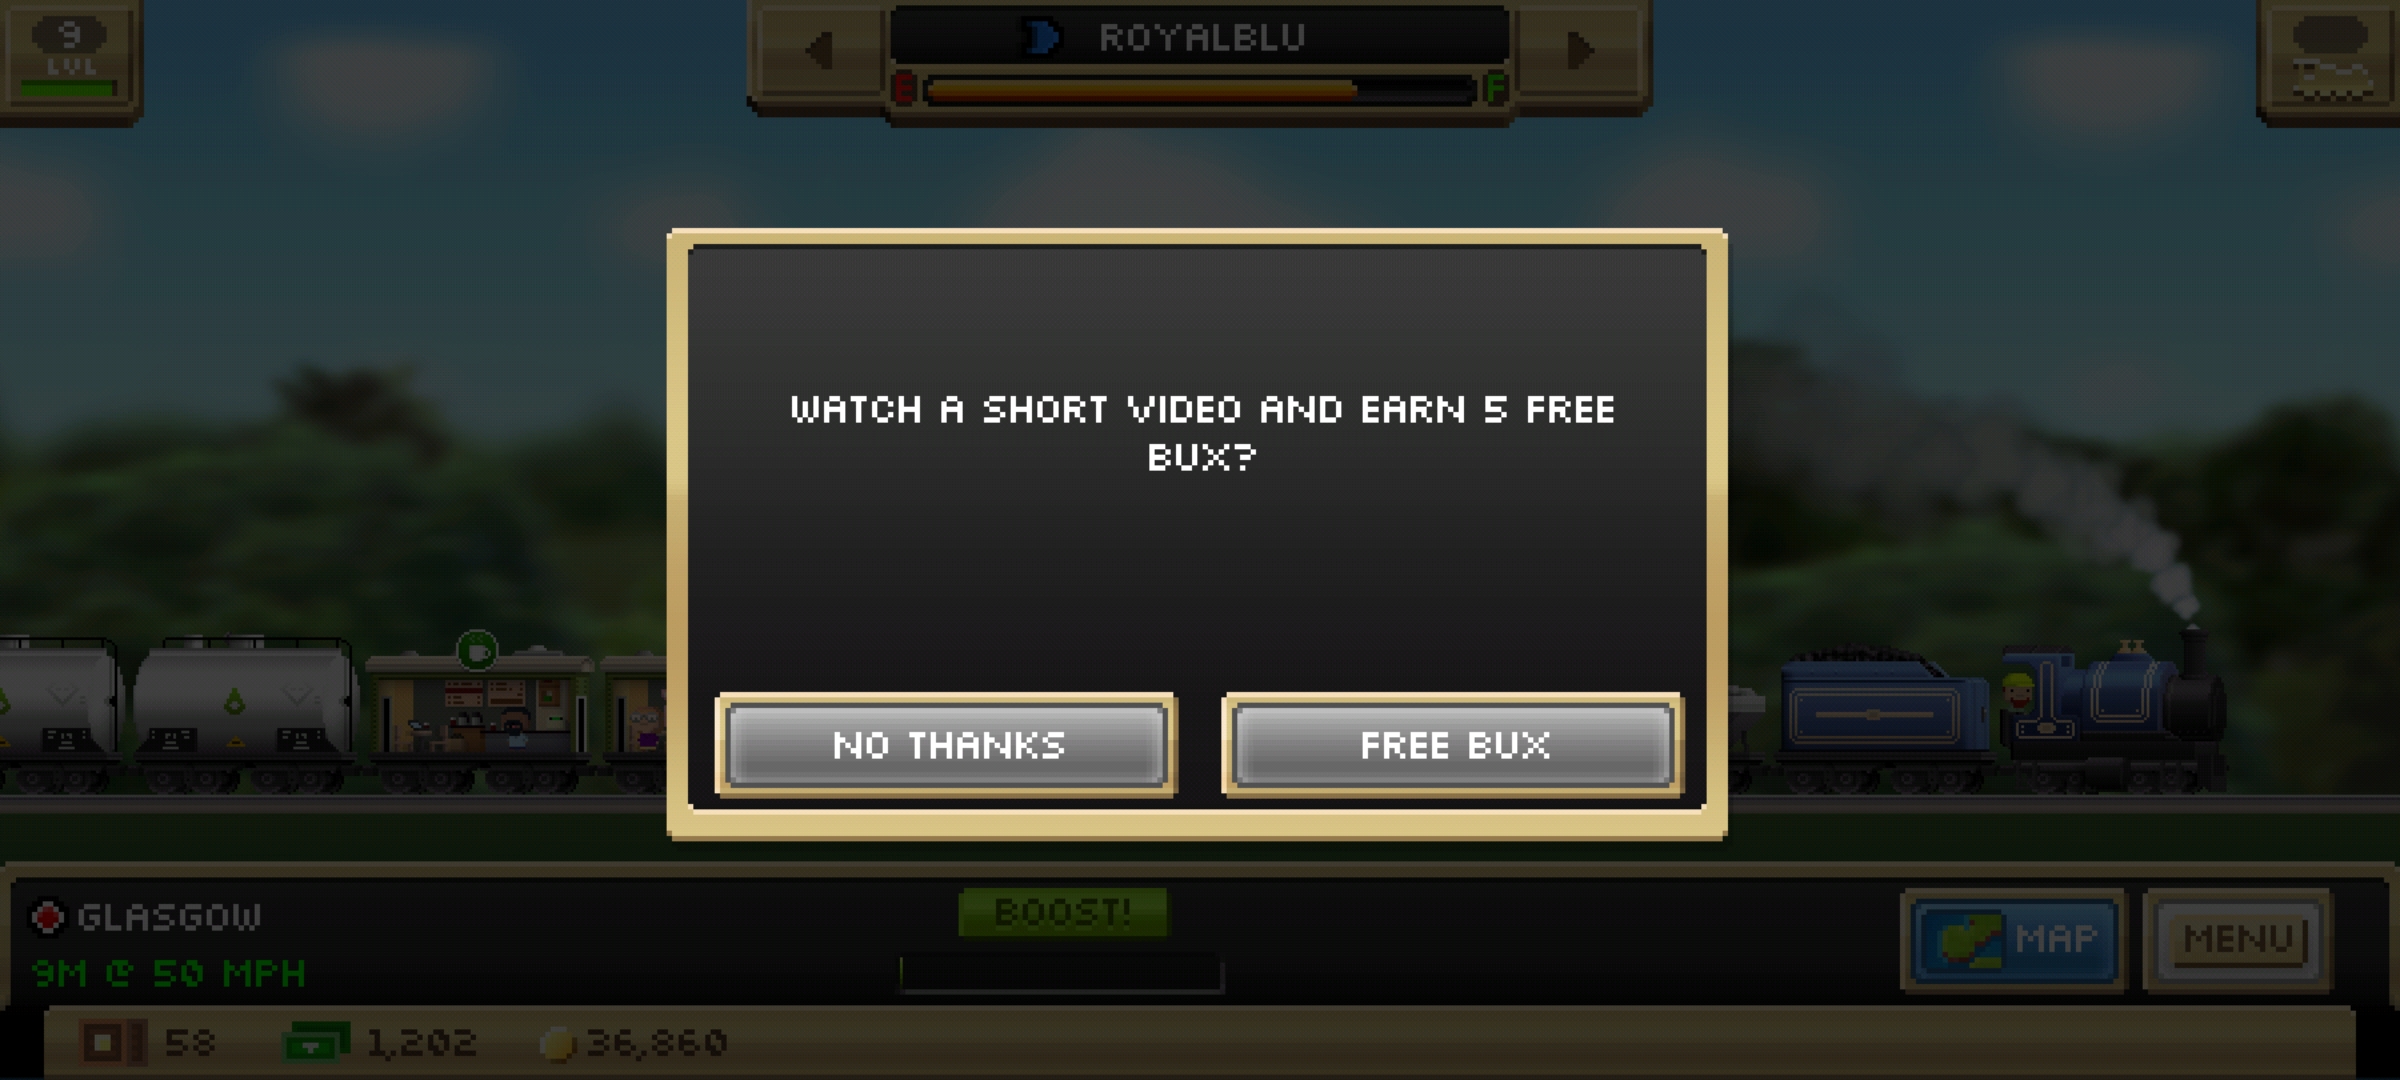 9
LVL
ROYALBLU
E
F
WATCH A SHORT VIDEO AND EARN 5 FREE
BUX?
NO THANKS
FREE BUX
GLASGOW
9M @ 50 MPH
BOOST!
MAP
MENU
58
1,202
36,860